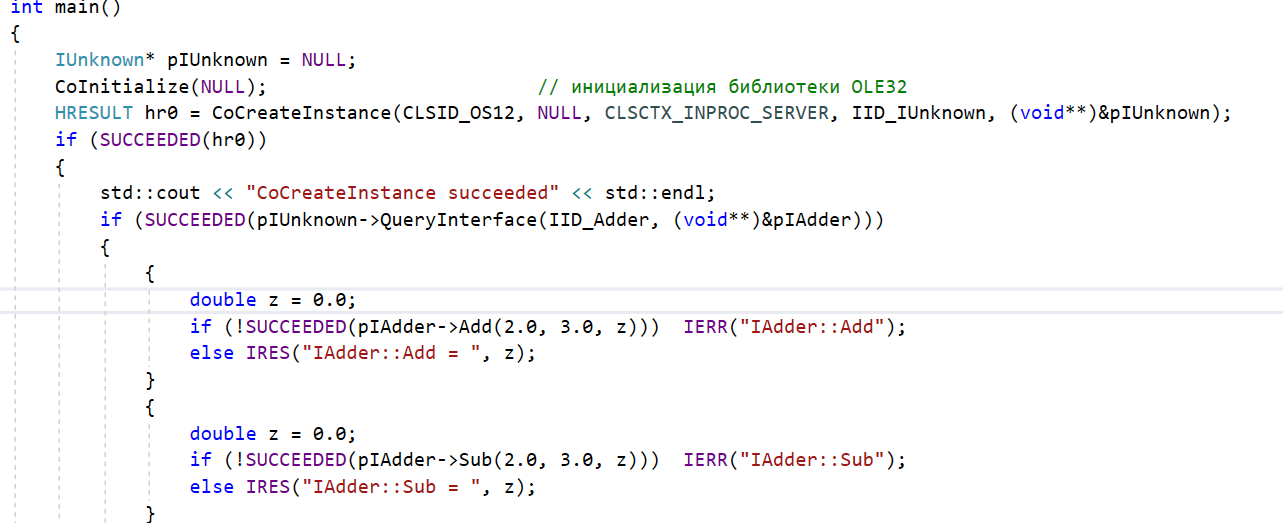 int main()
{
    IUnknown* pIUnknown = NULL;
    CoInitialize(NULL);                        // инициализация библиотеки OLE32
    HRESULT hr0 = CoCreateInstance(CLSID_OS12, NULL, CLSCTX_INPROC_SERVER, IID_IUnknown, (void**)&pIUnknown);
    if (SUCCEEDED(hr0))
    {
        std::cout << "CoCreateInstance succeeded" << std::endl;
        if (SUCCEEDED(pIUnknown->QueryInterface(IID_Adder, (void**)&pIAdder)))
        {
            {
                double z = 0.0;
                if (!SUCCEEDED(pIAdder->Add(2.0, 3.0, z)))  IERR("IAdder::Add");
                else IRES("IAdder::Add = ", z);
            }
            {
                double z = 0.0;
                if (!SUCCEEDED(pIAdder->Sub(2.0, 3.0, z)))  IERR("IAdder::Sub");
                else IRES("IAdder::Sub = ", z);
            }